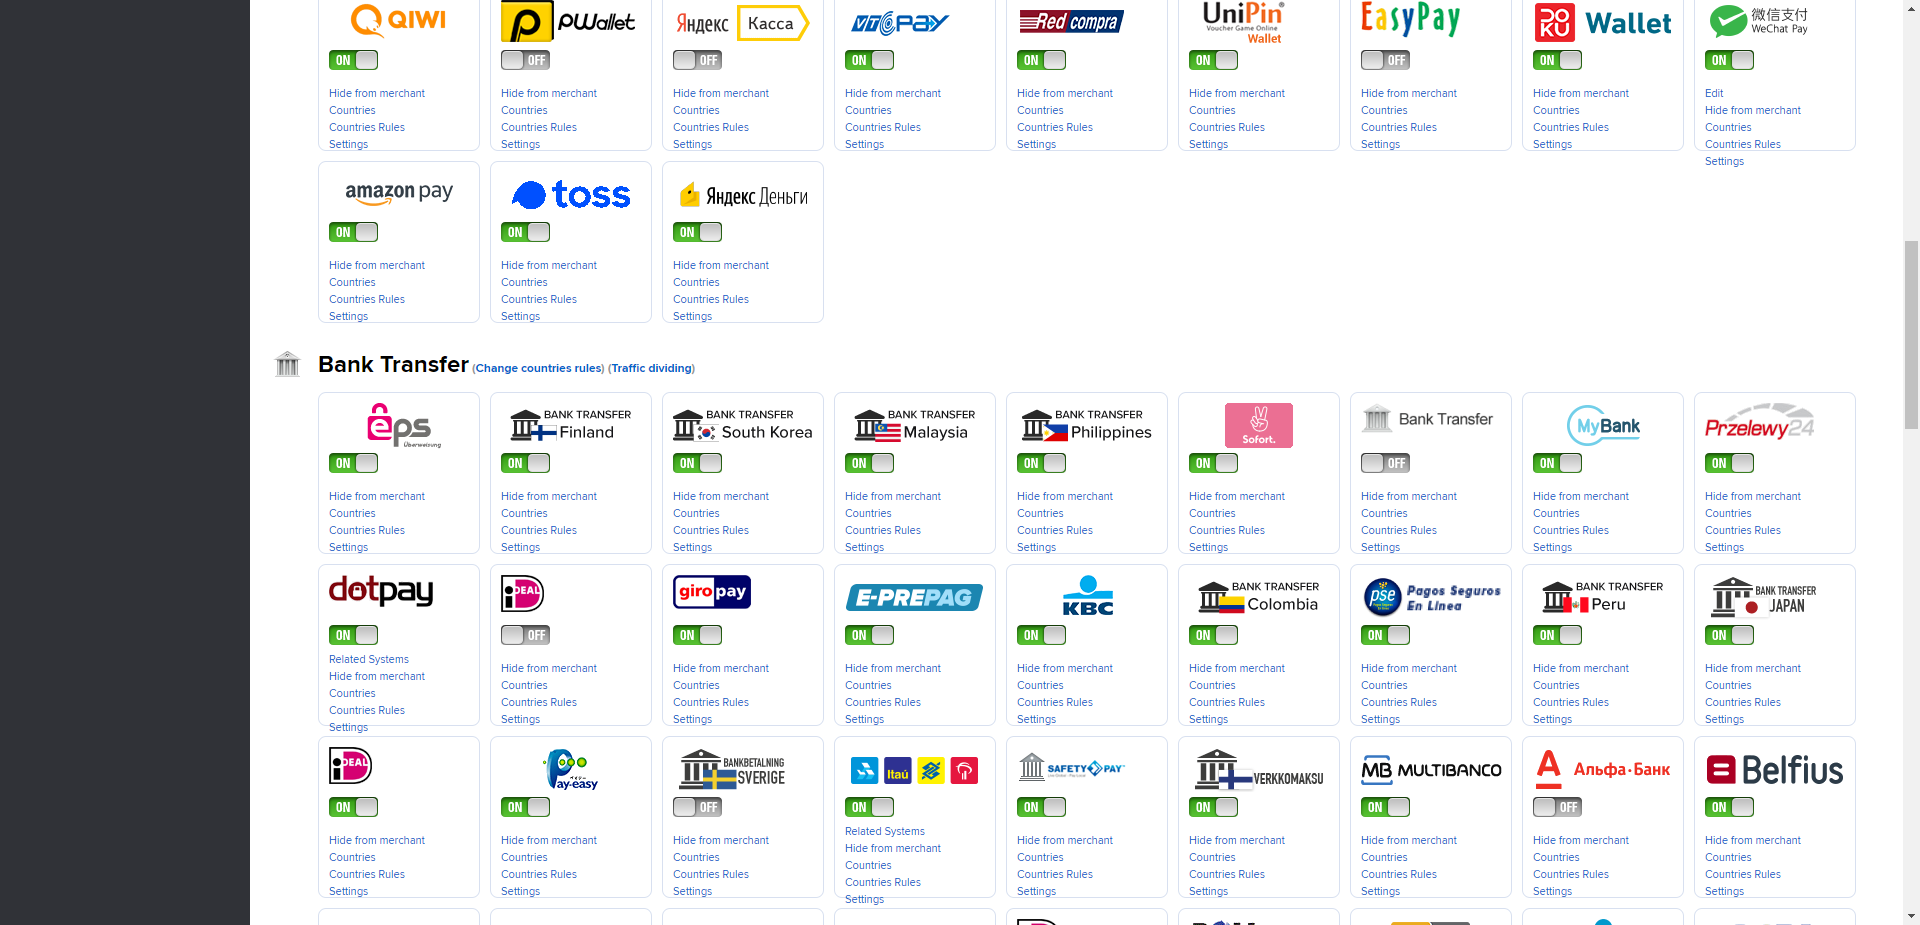 QIWI
PWallet
Яндекс Касса
VTC PAY
Red compra
UniPin
Voucher Game Online
Wallet
EasyPay
DOKU Wallet
微信支付
WeChat Pay
ON
OFF
OFF
ON
ON
ON
OFF
ON
ON
Hide from merchant
Countries
Countries Rules
Settings
Hide from merchant
Countries
Countries Rules
Settings
Hide from merchant
Countries
Countries Rules
Settings
Hide from merchant
Countries
Countries Rules
Settings
Hide from merchant
Countries
Countries Rules
Settings
Hide from merchant
Countries
Countries Rules
Settings
Hide from merchant
Countries
Countries Rules
Settings
Hide from merchant
Countries
Countries Rules
Settings
Edit
Hide from merchant
Countries
Countries Rules
Settings
amazon pay
toss
Яндекс Деньги
ON
ON
ON
Hide from merchant
Countries
Countries Rules
Settings
Hide from merchant
Countries
Countries Rules
Settings
Hide from merchant
Countries
Countries Rules
Settings
Bank Transfer (Change countries rules) (Traffic dividing)
eps
Überweisung
BANK TRANSFER
Finland
BANK TRANSFER
South Korea
BANK TRANSFER
Malaysia
BANK TRANSFER
Philippines
Sofort.
Bank Transfer
MyBank
Przelewy24
ON
ON
ON
ON
ON
ON
OFF
ON
ON
Hide from merchant
Countries
Countries Rules
Settings
Hide from merchant
Countries
Countries Rules
Settings
Hide from merchant
Countries
Countries Rules
Settings
Hide from merchant
Countries
Countries Rules
Settings
Hide from merchant
Countries
Countries Rules
Settings
Hide from merchant
Countries
Countries Rules
Settings
Hide from merchant
Countries
Countries Rules
Settings
Hide from merchant
Countries
Countries Rules
Settings
Hide from merchant
Countries
Countries Rules
Settings
dotpay
iDEAL
giropay
E-PREPAG
KBC
BANK TRANSFER
Colombia
pse Pagos Seguros
En Línea
BANK TRANSFER
Peru
BANK TRANSFER
JAPAN
ON
OFF
ON
ON
ON
ON
ON
ON
ON
Related Systems
Hide from merchant
Countries
Countries Rules
Settings
Hide from merchant
Countries
Countries Rules
Settings
Hide from merchant
Countries
Countries Rules
Settings
Hide from merchant
Countries
Countries Rules
Settings
Hide from merchant
Countries
Countries Rules
Settings
Hide from merchant
Countries
Countries Rules
Settings
Hide from merchant
Countries
Countries Rules
Settings
Hide from merchant
Countries
Countries Rules
Settings
Hide from merchant
Countries
Countries Rules
Settings
iDEAL
Pay-easy
BANKBETALNING
SVERIGE
Itaú
SAFETYPAY
VERKKOMAKSU
MB MULTIBANCO
Альфа·Банк
Belfius
ON
ON
OFF
ON
ON
ON
ON
OFF
ON
Hide from merchant
Countries
Countries Rules
Settings
Hide from merchant
Countries
Countries Rules
Settings
Hide from merchant
Countries
Countries Rules
Settings
Related Systems
Hide from merchant
Countries
Countries Rules
Settings
Hide from merchant
Countries
Countries Rules
Settings
Hide from merchant
Countries
Countries Rules
Settings
Hide from merchant
Countries
Countries Rules
Settings
Hide from merchant
Countries
Countries Rules
Settings
Hide from merchant
Countries
Countries Rules
Settings